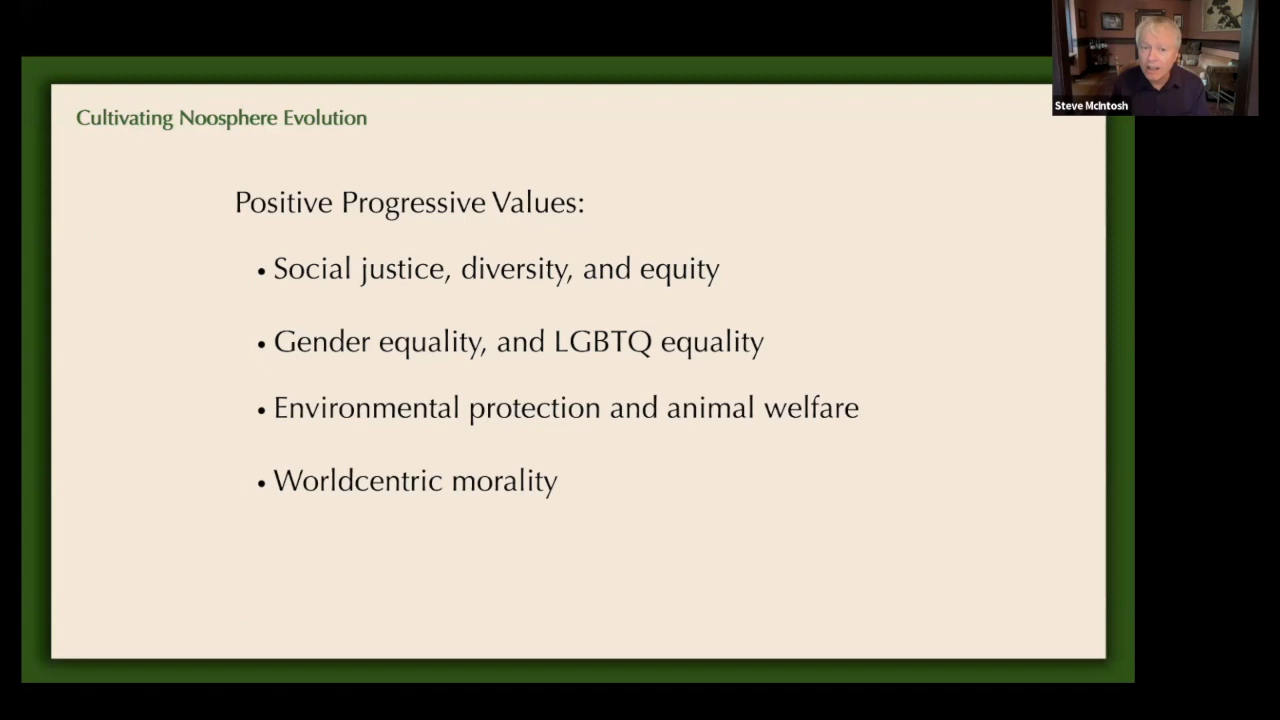 Steve McIntosh
Cultivating Noosphere Evolution
Positive Progressive Values:
• Social justice, diversity, and equity
• Gender equality, and LGBTQ equality
• Environmental protection and animal welfare
• Worldcentric morality